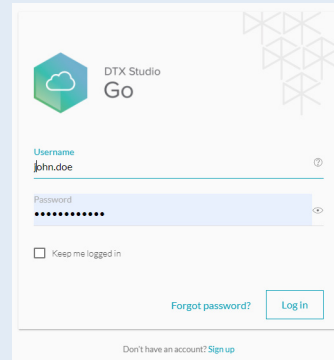 DTX Studio
Go
Username
john.doe
Password
••••••••••••
Keep me logged in
Forgot password?
Log in
Don't have an account? Sign up